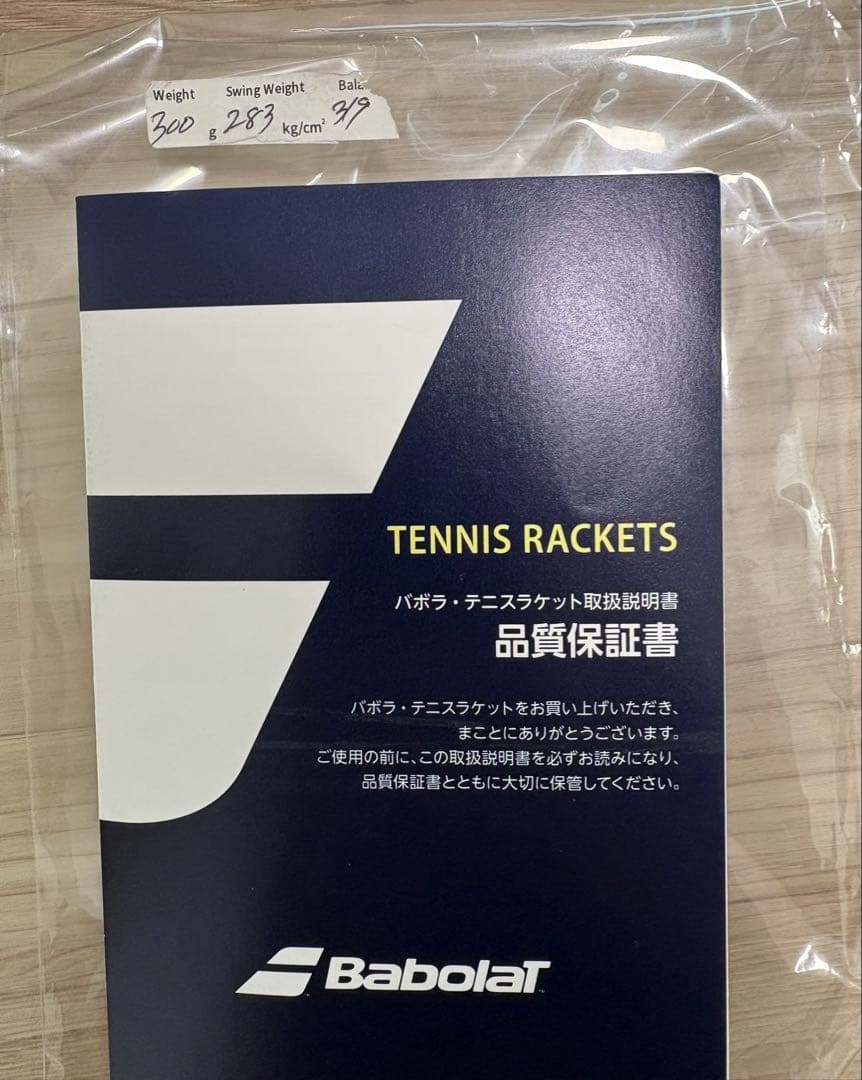 Weight Swing Weight
300 g 283 kg/cm² 319
TENNIS RACKETS
バボラ・テニスラケット取扱説明書
品質保証書
バボラ・テニスラケットをお買い上げいただき、
まことにありがとうございます。
ご使用の前に、この取扱説明書を必ずお読みになり、
品質保証書とともに大切に保管してください。
BabolaT